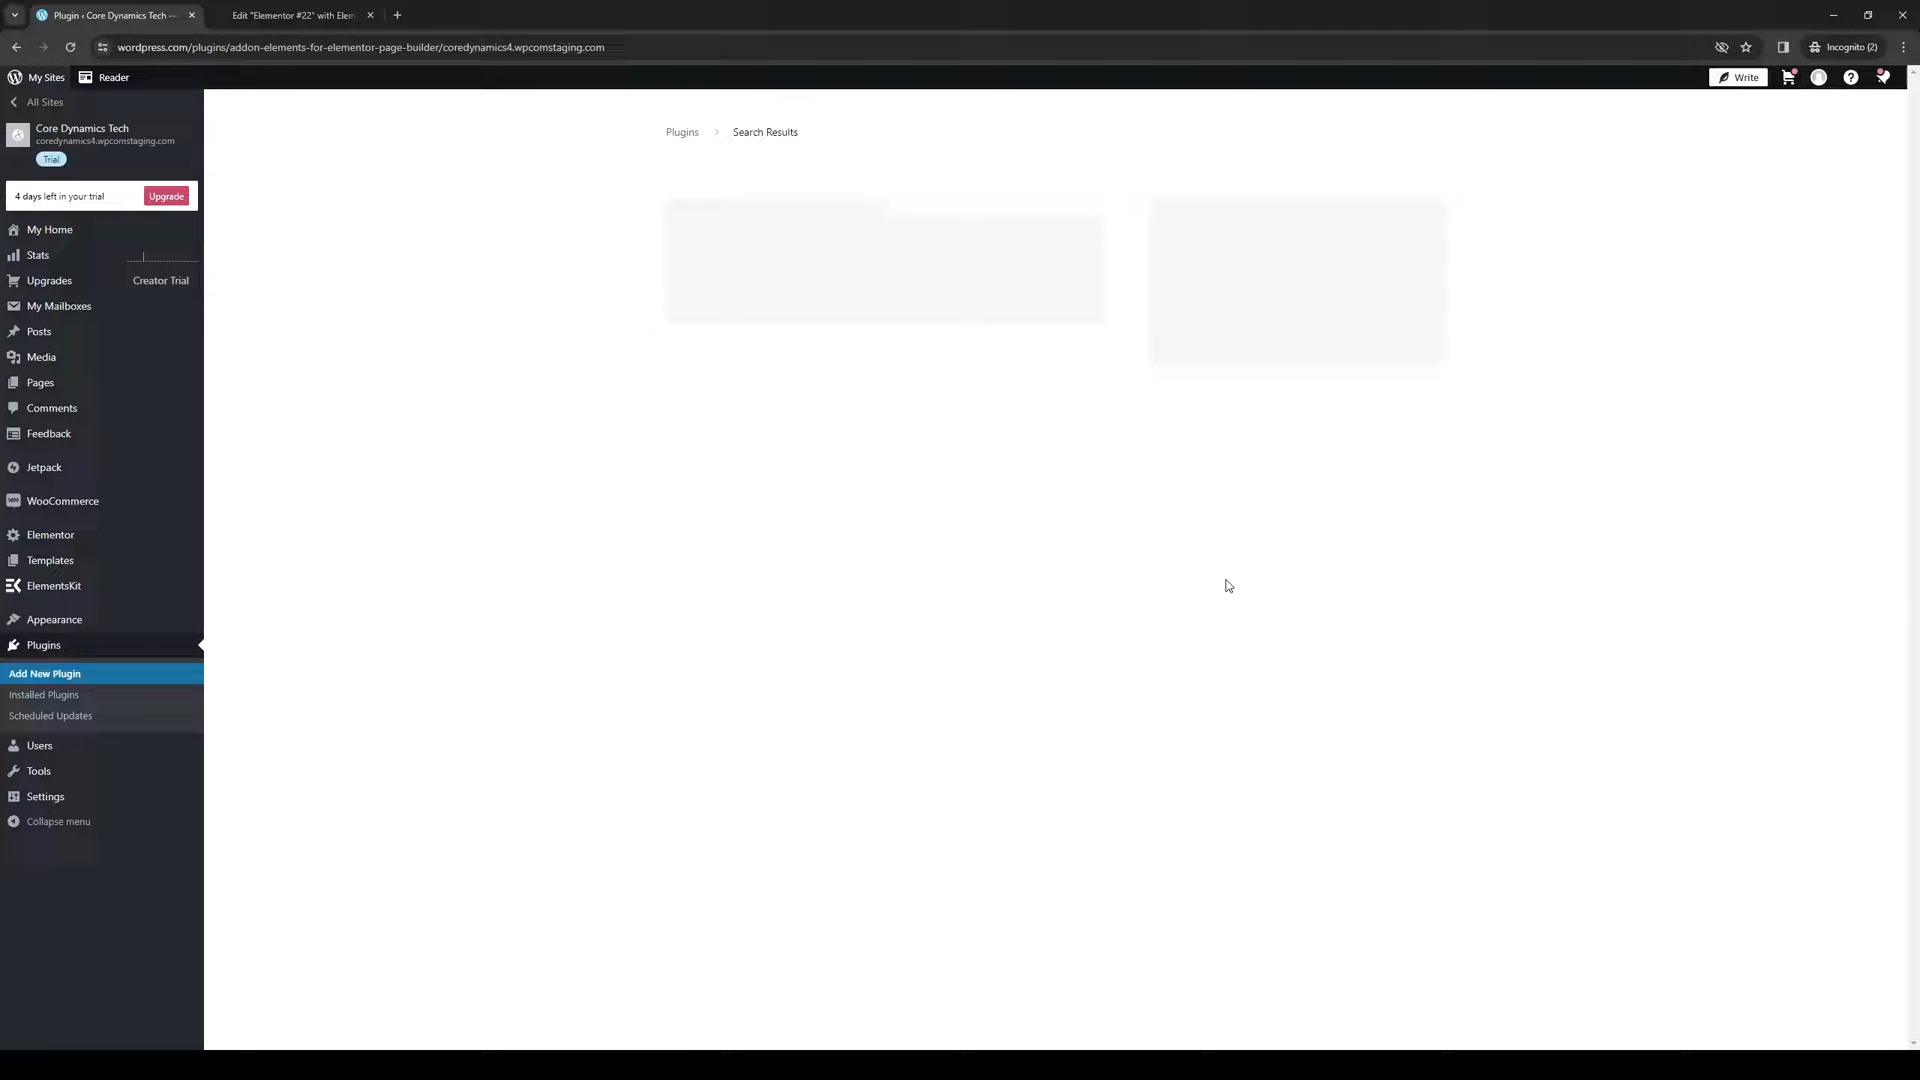 Plugin ‹ Core Dynamics Tech —
Edit "Elementor #22" with Elem
wordpress.com/plugins/addon-elements-for-elementor-page-builder/coredynamics4.wpcomstaging.com
Incognito (2)
My Sites
Reader
Write
All Sites
Core Dynamics Tech
coredynamics4.wpcomstaging.com
Trial
4 days left in your trial
Upgrade
Plugins
Search Results
My Home
Stats
Upgrades
Creator Trial
My Mailboxes
Posts
Media
Pages
Comments
Feedback
Jetpack
WooCommerce
Elementor
Templates
ElementsKit
Appearance
Plugins
Add New Plugin
Installed Plugins
Scheduled Updates
Users
Tools
Settings
Collapse menu